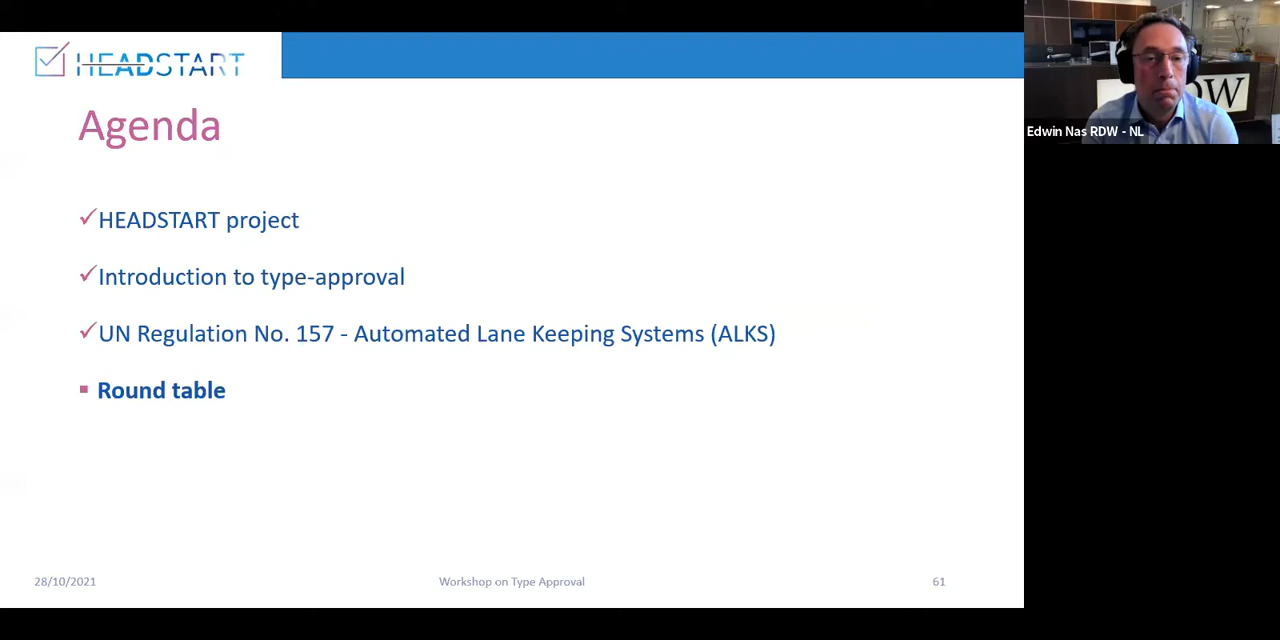 HEADSTART
Agenda
✓HEADSTART project
✓Introduction to type-approval
✓UN Regulation No. 157 - Automated Lane Keeping Systems (ALKS)
▪ Round table
28/10/2021
Workshop on Type Approval
61
RDW
Edwin Nas RDW - NL